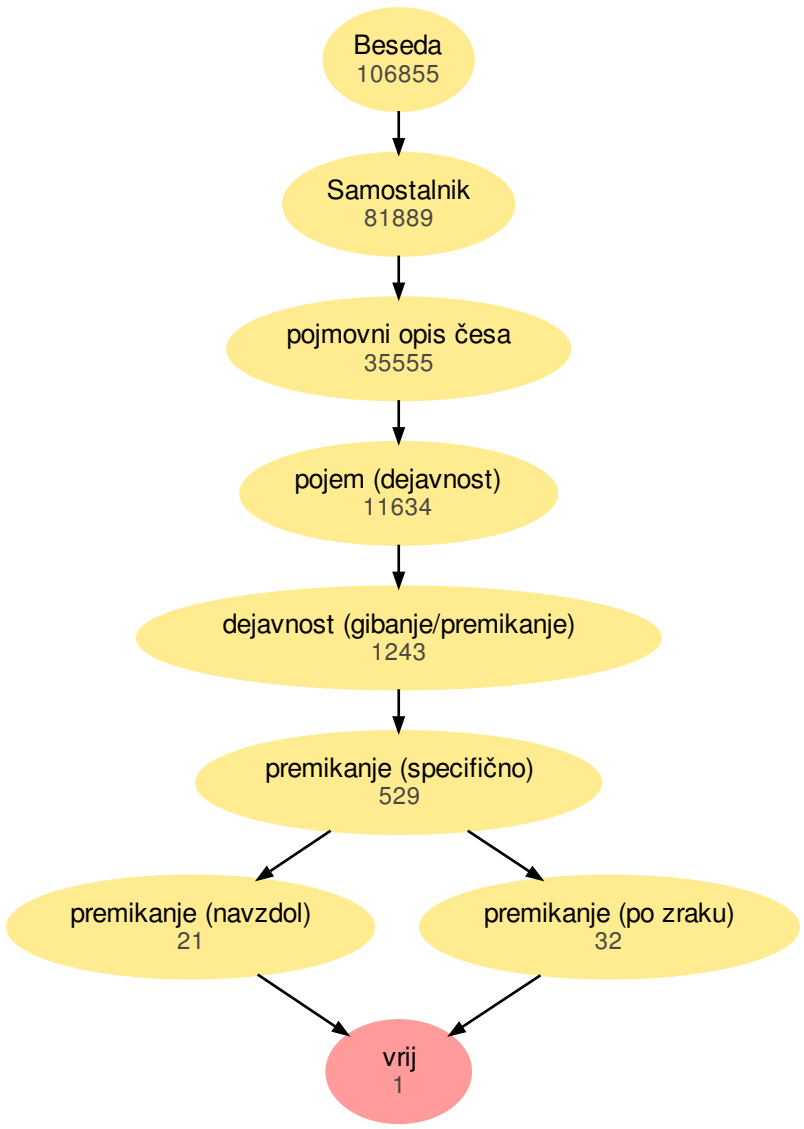 Beseda
106855
Samostalnik
81889
pojmovni opis česa
35555
pojem (dejavnost)
11634
dejavnost (gibanje/premikanje)
1243
premikanje (specifično)
529
premikanje (navzdol)
21
premikanje (po zraku)
32
vrij
1